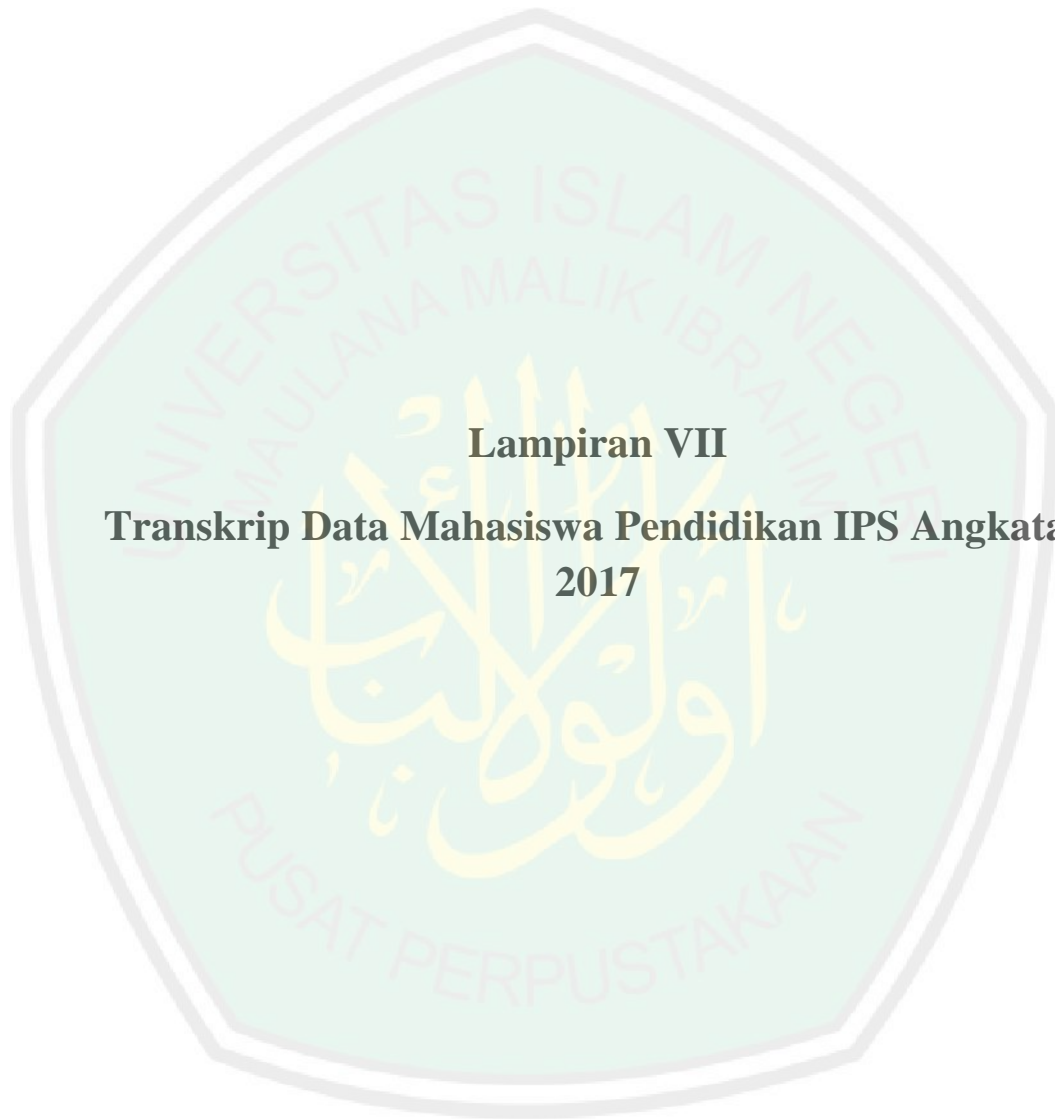 UNIVERSITAS ISLAM NEGERI
MAULANA MALIK IBRAHIM
Lampiran VII
Transkrip Data Mahasiswa Pendidikan IPS Angkata
2017
PUSAT PERPUSTAKAAN